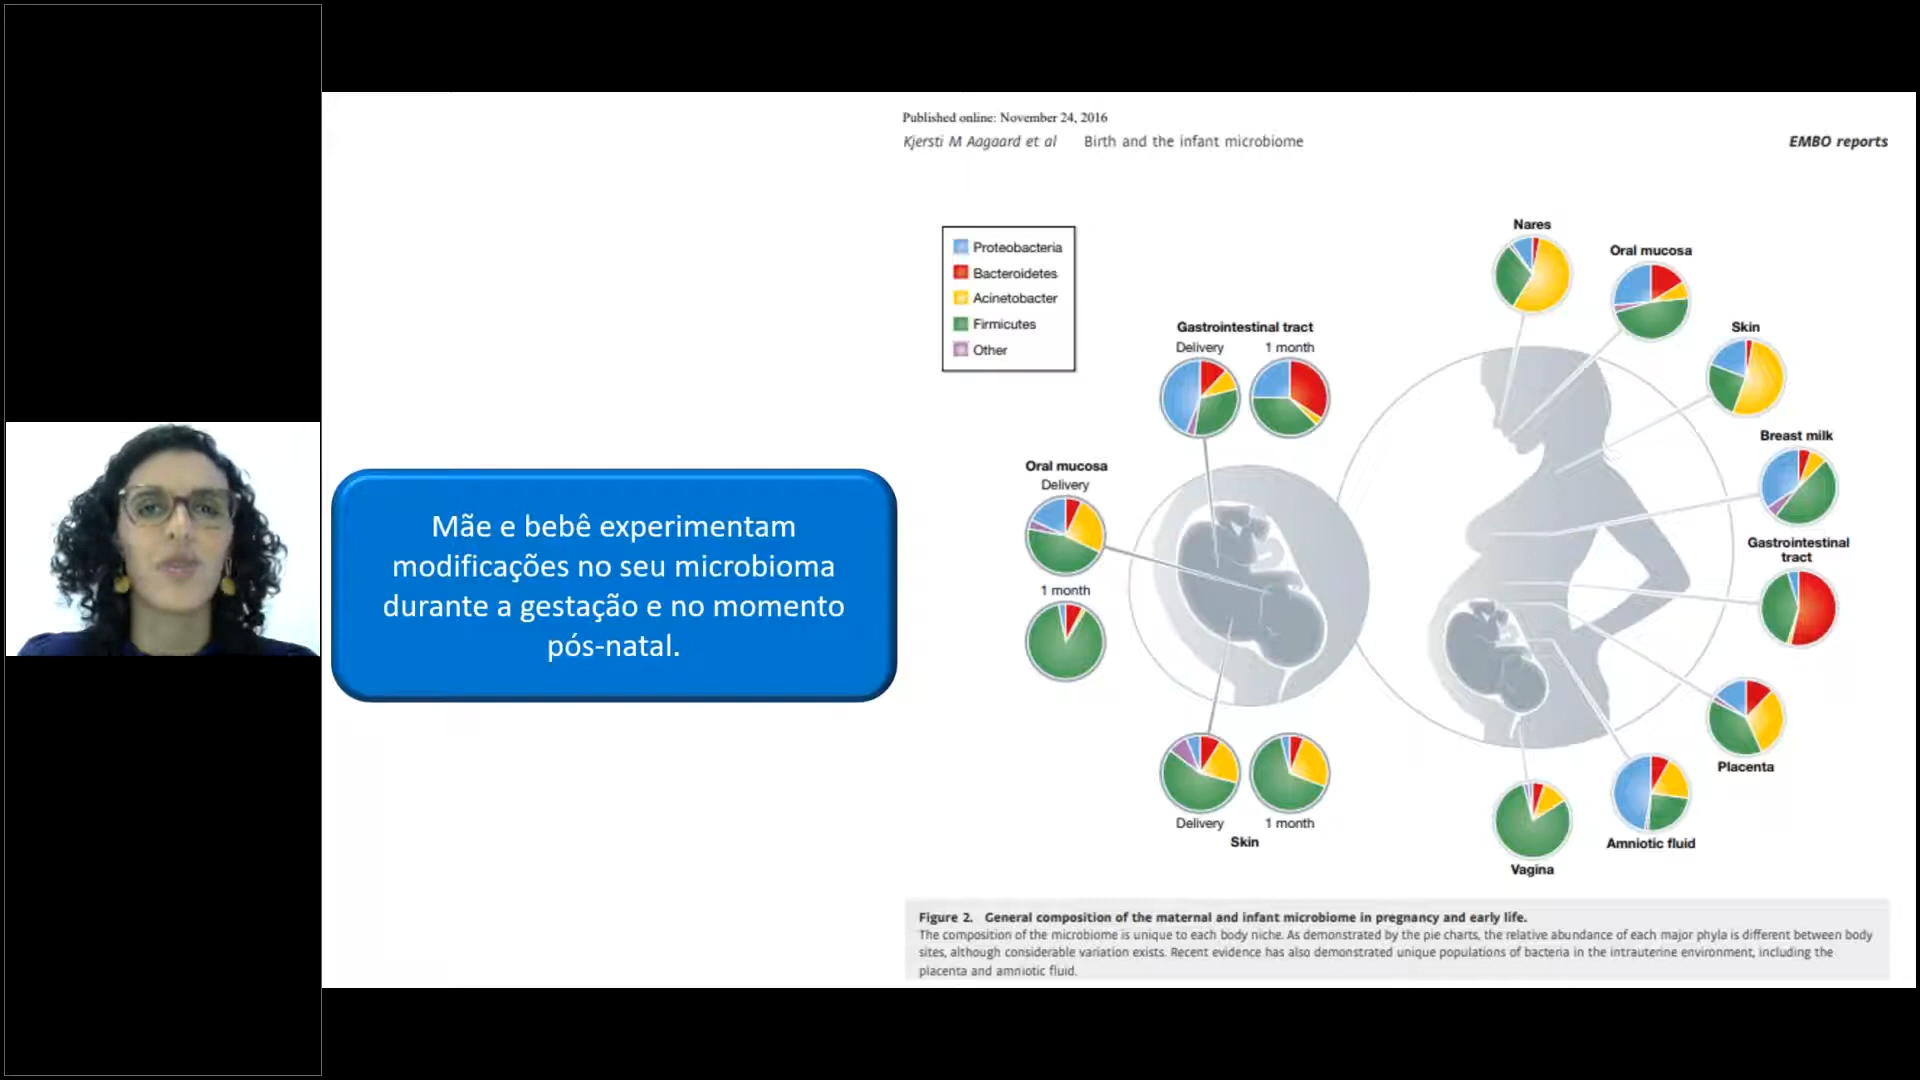 Published online: November 24, 2016
Kjersti M Aagaard et al Birth and the infant microbiome
EMBO reports
Mãe e bebê experimentam
modificações no seu microbioma
durante a gestação e no momento
pós-natal.
Proteobacteria
Bacteroidetes
Acinetobacter
Firmicutes
Other
Gastrointestinal tract
Delivery 1 month
Oral mucosa
Delivery
1 month
Delivery 1 month
Skin
Nares
Oral mucosa
Skin
Breast milk
Gastrointestinal
tract
Placenta
Amniotic fluid
Vagina
Figure 2. General composition of the maternal and infant microbiome in pregnancy and early life.
The composition of the microbiome is unique to each body niche. As demonstrated by the pie charts, the relative abundance of each major phyla is different between body
sites, although considerable variation exists. Recent evidence has also demonstrated unique populations of bacteria in the intrauterine environment, including the
placenta and amniotic fluid.